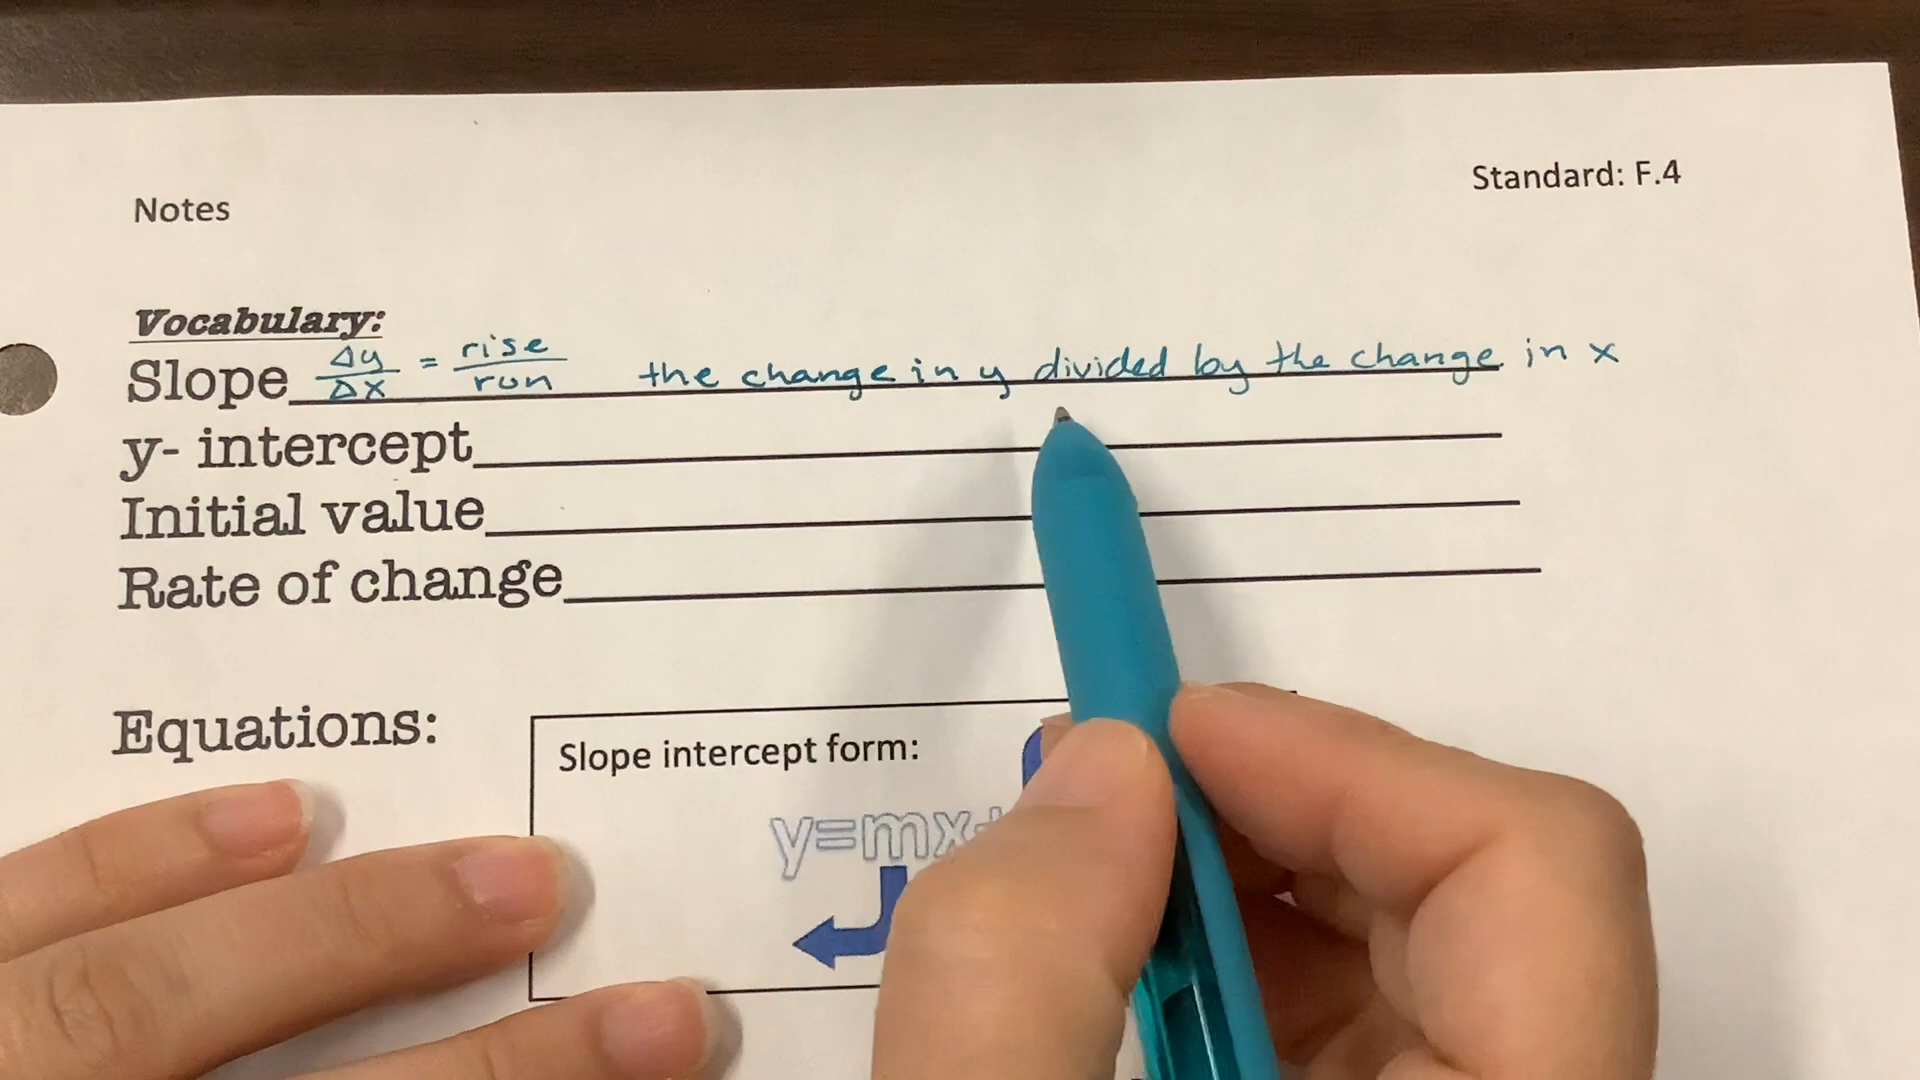 Standard: F.4
Notes
Vocabulary:
Slope Δy/Δx = rise/run the change in y divided by the change in x
y- intercept
Initial value
Rate of change
Equations:
Slope intercept form:
y=mx+